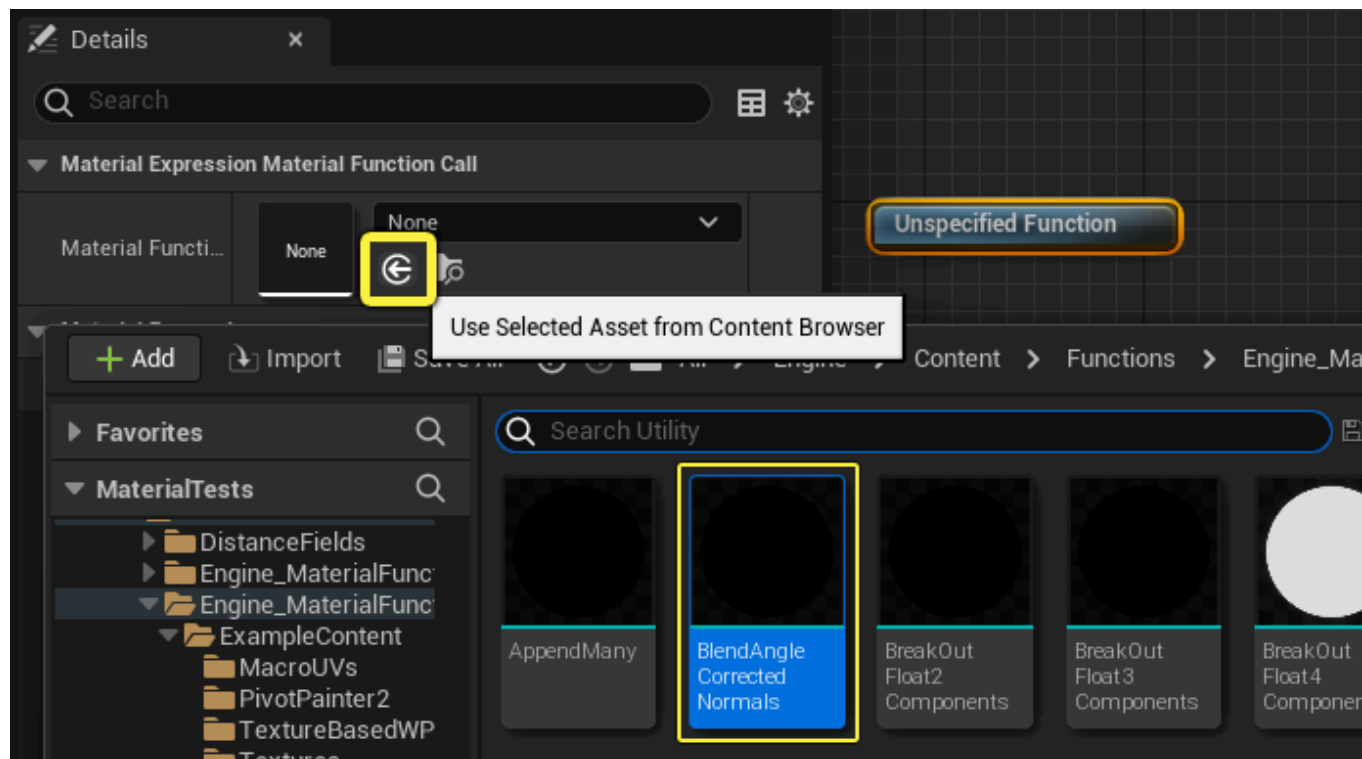 Details
Search
Material Expression Material Function Call
Material Functi...
None
None
Unspecified Function
Use Selected Asset from Content Browser
Add
Import
Content
Functions
Engine_Ma
Favorites
Search Utility
MaterialTests
DistanceFields
Engine_MaterialFunc
Engine_MaterialFunc
ExampleContent
MacroUVs
PivotPainter2
TextureBasedWP
AppendMany
BlendAngle
Corrected
Normals
BreakOut
Float2
Components
BreakOut
Float3
Components
BreakOut
Float4
Componen